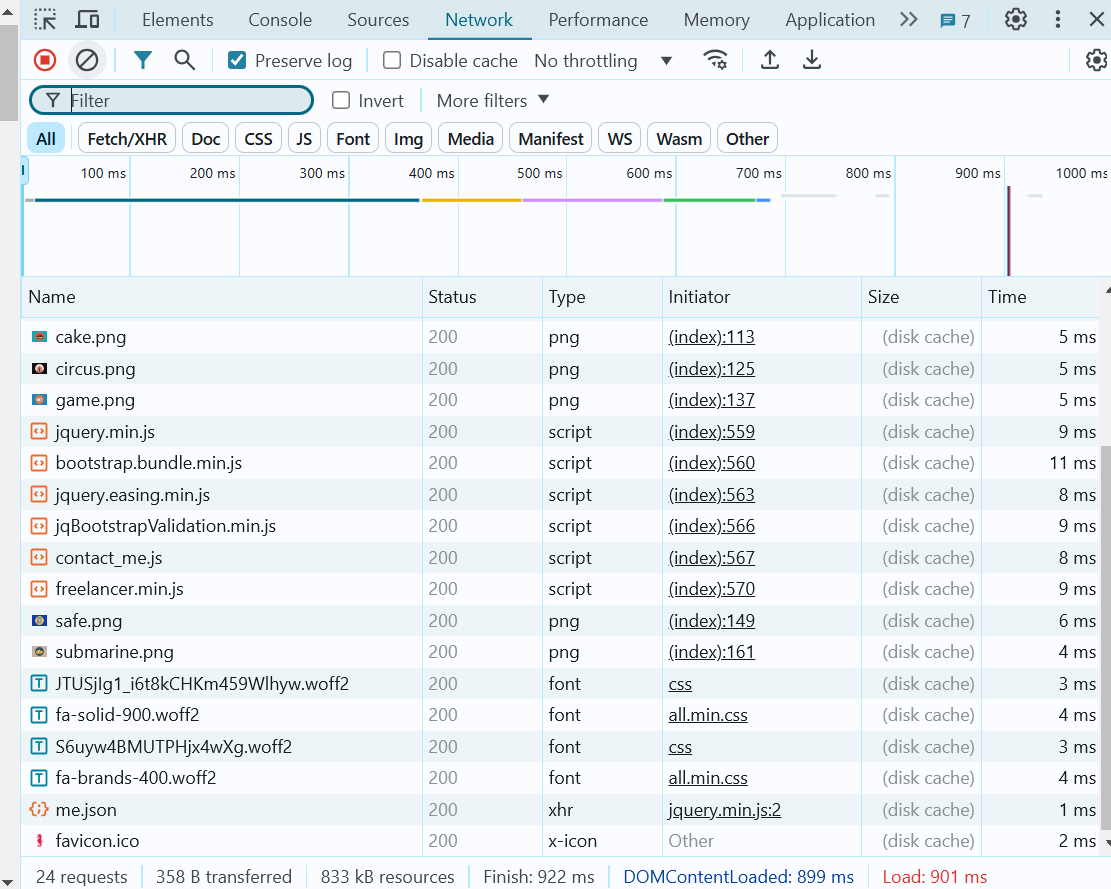 Elements Console Sources Network Performance Memory Application 7
Preserve log Disable cache No throttling
Filter Invert More filters
All Fetch/XHR Doc CSS JS Font Img Media Manifest WS Wasm Other
100 ms 200 ms 300 ms 400 ms 500 ms 600 ms 700 ms 800 ms 900 ms 1000 ms
Name Status Type Initiator Size Time
cake.png 200 png (index):113 (disk cache) 5 ms
circus.png 200 png (index):125 (disk cache) 5 ms
game.png 200 png (index):137 (disk cache) 5 ms
jquery.min.js 200 script (index):559 (disk cache) 9 ms
bootstrap.bundle.min.js 200 script (index):560 (disk cache) 11 ms
jquery.easing.min.js 200 script (index):563 (disk cache) 8 ms
jqBootstrapValidation.min.js 200 script (index):566 (disk cache) 9 ms
contact_me.js 200 script (index):567 (disk cache) 8 ms
freelancer.min.js 200 script (index):570 (disk cache) 9 ms
safe.png 200 png (index):149 (disk cache) 6 ms
submarine.png 200 png (index):161 (disk cache) 4 ms
JTUSjIg1_i6t8kCHKm459Wlhyw.woff2 200 font css (disk cache) 3 ms
fa-solid-900.woff2 200 font all.min.css (disk cache) 4 ms
S6uyw4BMUTPHjx4wXg.woff2 200 font css (disk cache) 3 ms
fa-brands-400.woff2 200 font all.min.css (disk cache) 4 ms
me.json 200 xhr jquery.min.js:2 (disk cache) 1 ms
favicon.ico 200 x-icon Other (disk cache) 2 ms
24 requests 358 B transferred 833 kB resources Finish: 922 ms DOMContentLoaded: 899 ms Load: 901 ms